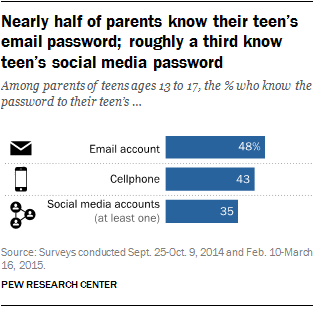 Nearly half of parents know their teen's
email password; roughly a third know
teen's social media password
Among parents of teens ages 13 to 17, the % who know the
password to their teen's ...
Email account 48%
Cellphone 43
Social media accounts
(at least one) 35
Source: Surveys conducted Sept. 25-Oct. 9, 2014 and Feb. 10-March
16, 2015.
PEW RESEARCH CENTER